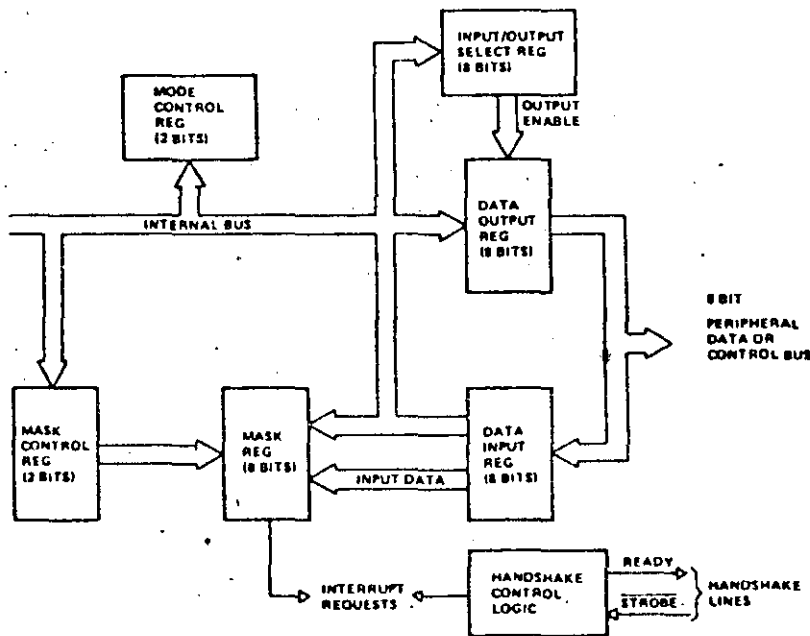 INPUT/OUTPUT
SELECT REG
(8 BITS)
MODE
CONTROL
REG
(2 BITS)
OUTPUT
ENABLE
DATA
OUTPUT
REG
(8 BITS)
INTERNAL BUS
8 BIT
PERIPHERAL
DATA OR
CONTROL BUS
MASK
CONTROL
REG
(2 BITS)
MASK
REG
(8 BITS)
DATA
INPUT
REG
(8 BITS)
INPUT DATA
INTERRUPT
REQUESTS
HANDSHAKE
CONTROL
LOGIC
READY
STROBE
HANDSHAKE
LINES